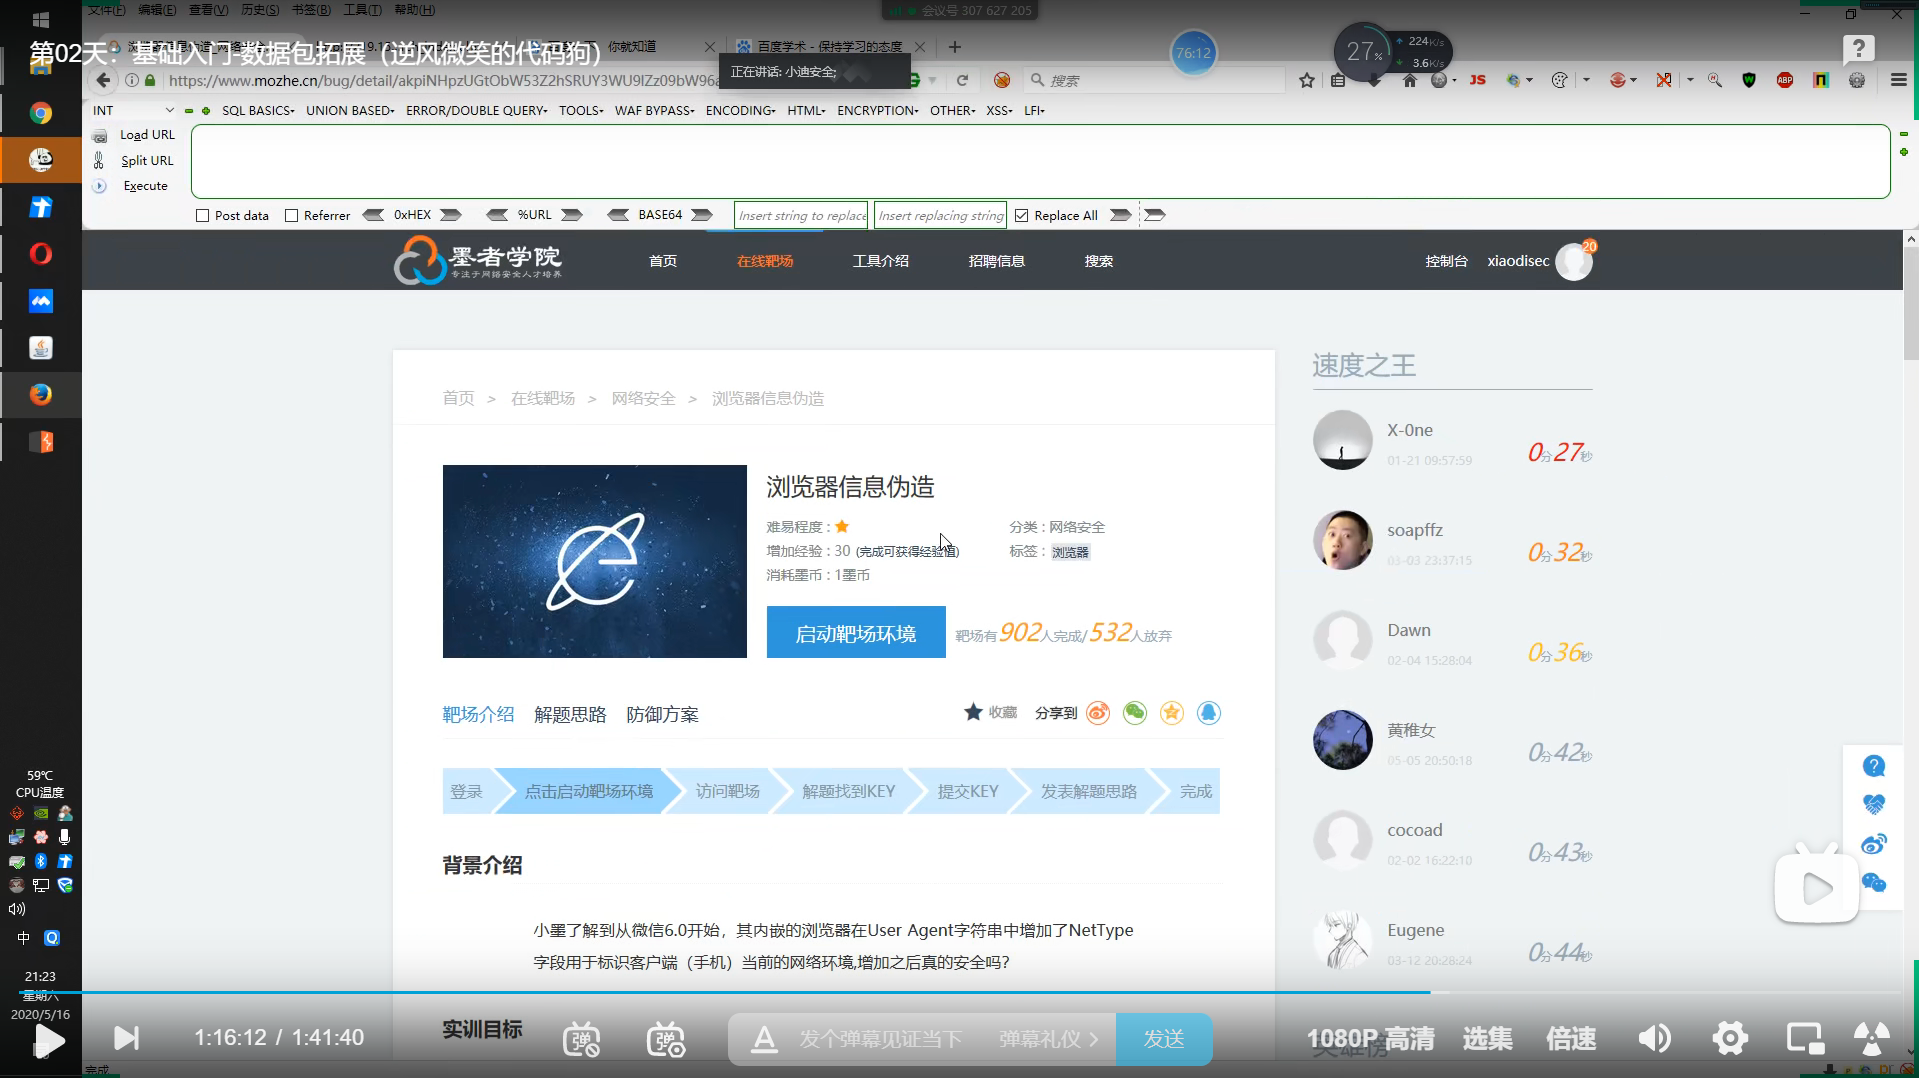 文件(F) 编辑(E) 查看(V) 历史(S) 书签(B) 工具(T) 帮助(H)
会议号 307 627 205
第02天：基础入门-数据包拓展（逆风微笑的代码狗）
你就知道
百度学术 - 保持学习的态度
正在讲话: 小迪安全;
76:12
27%
224K/s
3.6K/s
https://www.mozhe.cn/bug/detail/akpiNHpzUGtObW53Z2hSRUY3WU9IZz09bW96
搜索
INT
SQL BASICS
UNION BASED
ERROR/DOUBLE QUERY
TOOLS
WAF BYPASS
ENCODING
HTML
ENCRYPTION
OTHER
XSS
LFI
Load URL
Split URL
Execute
Post data
Referrer
0xHEX
%URL
BASE64
Insert string to replace
Insert replacing string
Replace All
墨者学院
专注于网络安全人才培养
首页
在线靶场
工具介绍
招聘信息
搜索
控制台
xiaodisec
20
首页 > 在线靶场 > 网络安全 > 浏览器信息伪造
浏览器信息伪造
难易程度：
分类：网络安全
增加经验：30 (完成可获得经验值)
标签：浏览器
消耗墨币：1墨币
启动靶场环境
靶场有902人完成/532人放弃
靶场介绍 解题思路 防御方案
收藏 分享到
登录
点击启动靶场环境
访问靶场
解题找到KEY
提交KEY
发表解题思路
完成
背景介绍
小墨了解到从微信6.0开始，其内嵌的浏览器在User Agent字符串中增加了NetType
字段用于标识客户端（手机）当前的网络环境,增加之后真的安全吗?
实训目标
速度之王
X-0ne
01-21 09:57:59
0分27秒
soapffz
03-03 23:37:15
0分32秒
Dawn
02-04 15:28:04
0分36秒
黄稚女
05-05 20:50:18
0分42秒
cocoad
02-02 16:22:10
0分43秒
Eugene
03-12 20:28:24
0分44秒
英雄榜
59℃
CPU温度
中
21:23
星期六
2020/5/16
1:16:12 / 1:41:40
发个弹幕见证当下
弹幕礼仪
发送
1080P 高清
选集
倍速
完成